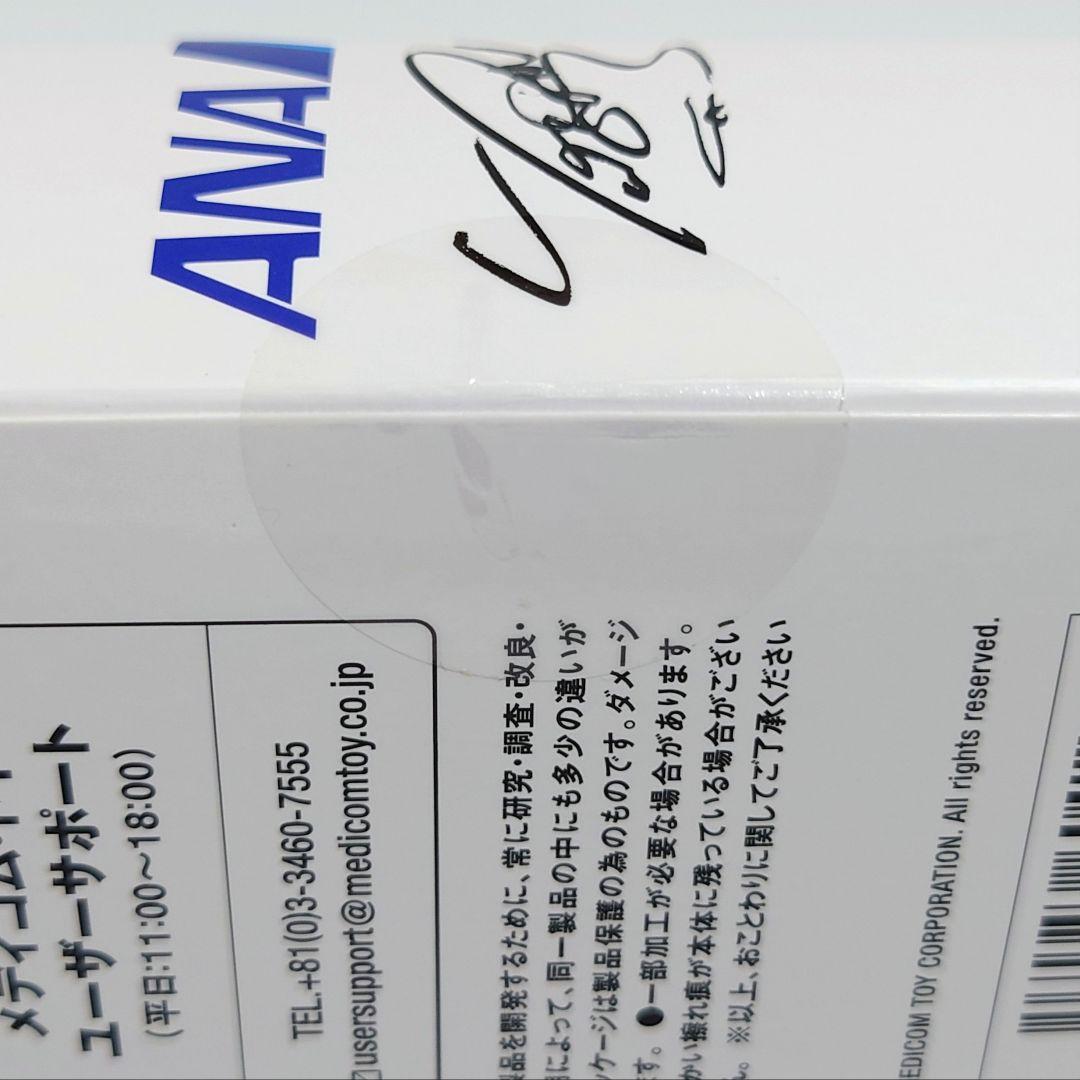 ANA
メディコム・トイ
ユーザーサポート
(平日:11:00～18:00)
TEL.+81(0)3-3460-7555
usersupport@medicomtoy.co.jp
製品を開発するために、常に研究・調査・改良・
によって、同一製品の中にも多少の違いが
ケージは製品保護の為のものです。ダメージ
ます。●一部加工が必要な場合があります。
かい擦れ痕が本体に残っている場合がござい
ん。※以上、おことわりに関してご了承ください
EDICOM TOY CORPORATION. All rights reserved.